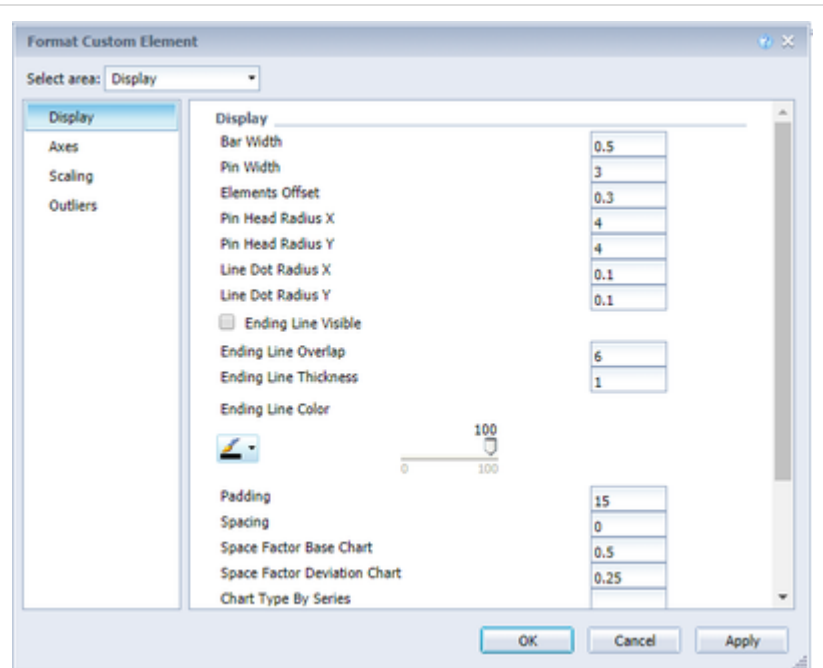 Format Custom Element
Select area: Display
Display
Axes
Scaling
Outliers
Display
Bar Width 0.5
Pin Width 3
Elements Offset 0.3
Pin Head Radius X 4
Pin Head Radius Y 4
Line Dot Radius X 0.1
Line Dot Radius Y 0.1
Ending Line Visible
Ending Line Overlap 6
Ending Line Thickness 1
Ending Line Color
100
0 100
Padding 15
Spacing 0
Space Factor Base Chart 0.5
Space Factor Deviation Chart 0.25
Chart Type By Series
OK Cancel Apply